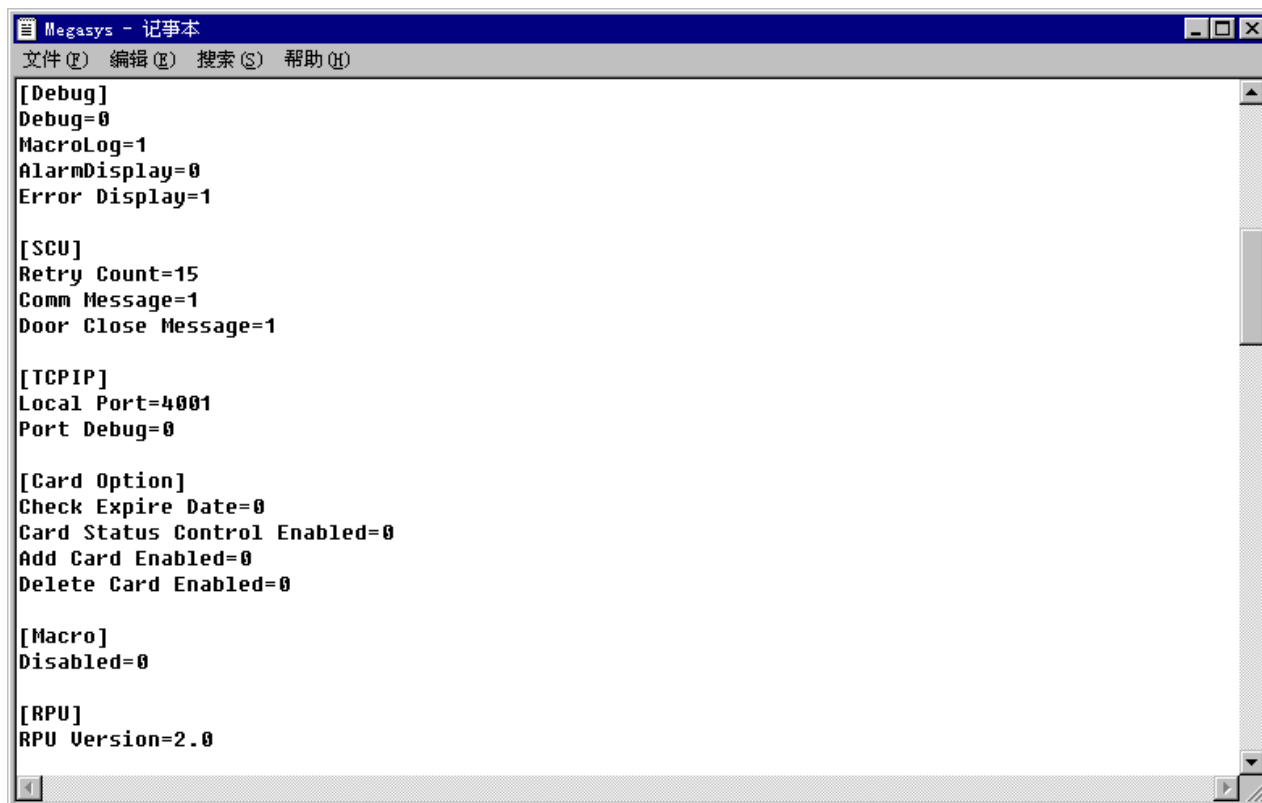 Megasys - 记事本
文件(F) 编辑(E) 搜索(S) 帮助(H)
[Debug]
Debug=0
MacroLog=1
AlarmDisplay=0
Error Display=1
[SCU]
Retry Count=15
Comm Message=1
Door Close Message=1
[TCPIP]
Local Port=4001
Port Debug=0
[Card Option]
Check Expire Date=0
Card Status Control Enabled=0
Add Card Enabled=0
Delete Card Enabled=0
[Macro]
Disabled=0
[RPU]
RPU Version=2.0